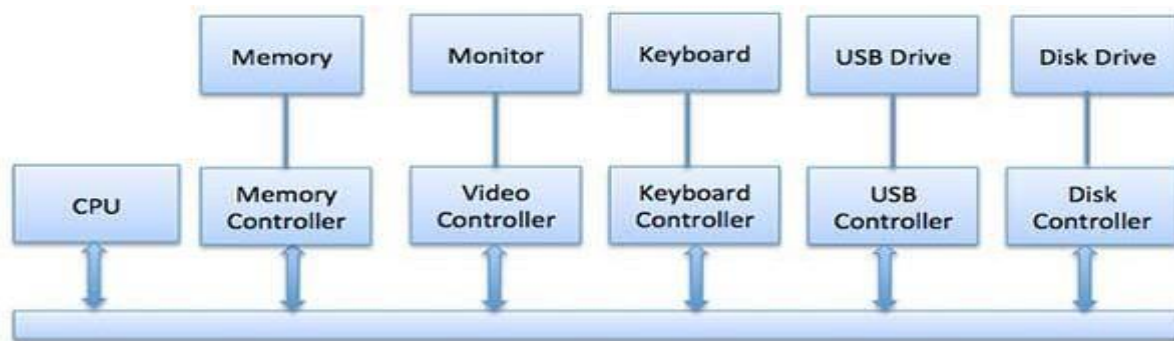 Memory
Monitor
Keyboard
USB Drive
Disk Drive
CPU
Memory
Controller
Video
Controller
Keyboard
Controller
USB
Controller
Disk
Controller